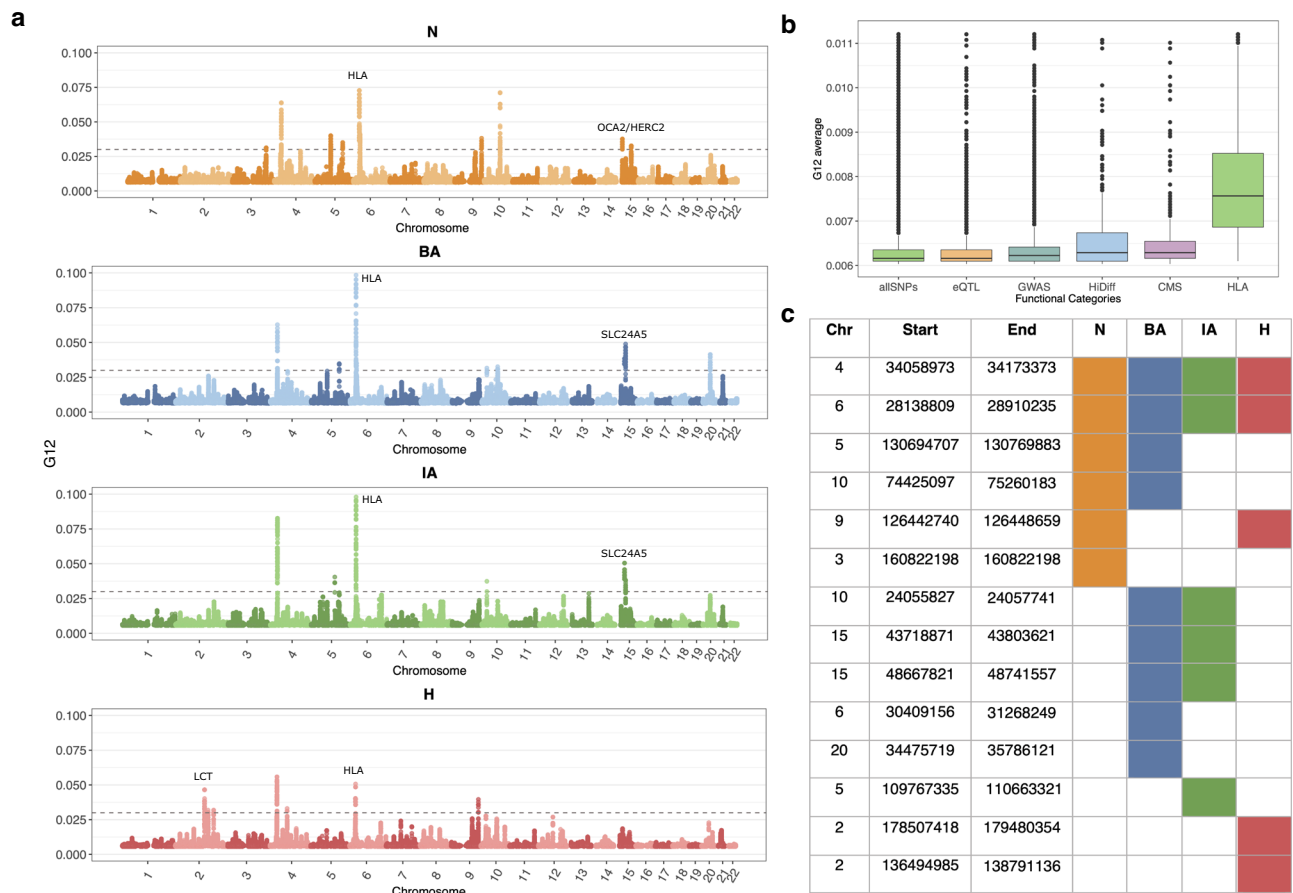 a
N
0.100
0.075
0.050
0.025
0.000
HLA
OCA2/HERC2
1 2 3 4 5 6 7 8 9 10 11 12 13 14 15 16 17 18 19 20 21 22
Chromosome
BA
0.100
0.075
0.050
0.025
0.000
HLA
SLC24A5
1 2 3 4 5 6 7 8 9 10 11 12 13 14 15 16 17 18 19 20 21 22
Chromosome
G12
IA
0.100
0.075
0.050
0.025
0.000
HLA
SLC24A5
1 2 3 4 5 6 7 8 9 10 11 12 13 14 15 16 17 18 19 20 21 22
Chromosome
H
0.100
0.075
0.050
0.025
0.000
LCT
HLA
1 2 3 4 5 6 7 8 9 10 11 12 13 14 15 16 17 18 19 20 21 22
Chromosome
b
0.011
0.010
0.009
0.008
0.007
0.006
G12 average
allSNPs eQTL GWAS HiDiff CMS HLA
Functional Categories
c
Chr Start End N BA IA H
4 34058973 34173373
6 28138809 28910235
5 130694707 130769883
10 74425097 75260183
9 126442740 126448659
3 160822198 160822198
10 24055827 24057741
15 43718871 43803621
15 48667821 48741557
6 30409156 31268249
20 34475719 35786121
5 109767335 110663321
2 178507418 179480354
2 136494985 138791136